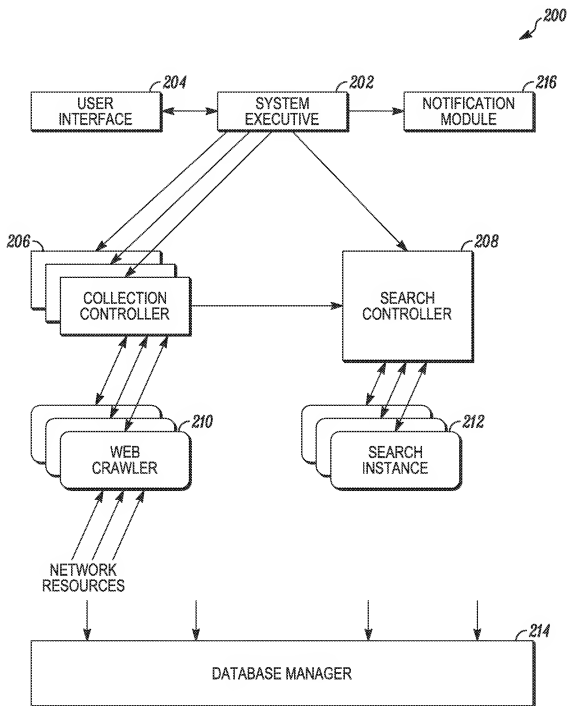 200
204
202
216
USER
INTERFACE
SYSTEM
EXECUTIVE
NOTIFICATION
MODULE
206
208
COLLECTION
CONTROLLER
SEARCH
CONTROLLER
210
212
WEB
CRAWLER
SEARCH
INSTANCE
NETWORK
RESOURCES
214
DATABASE MANAGER